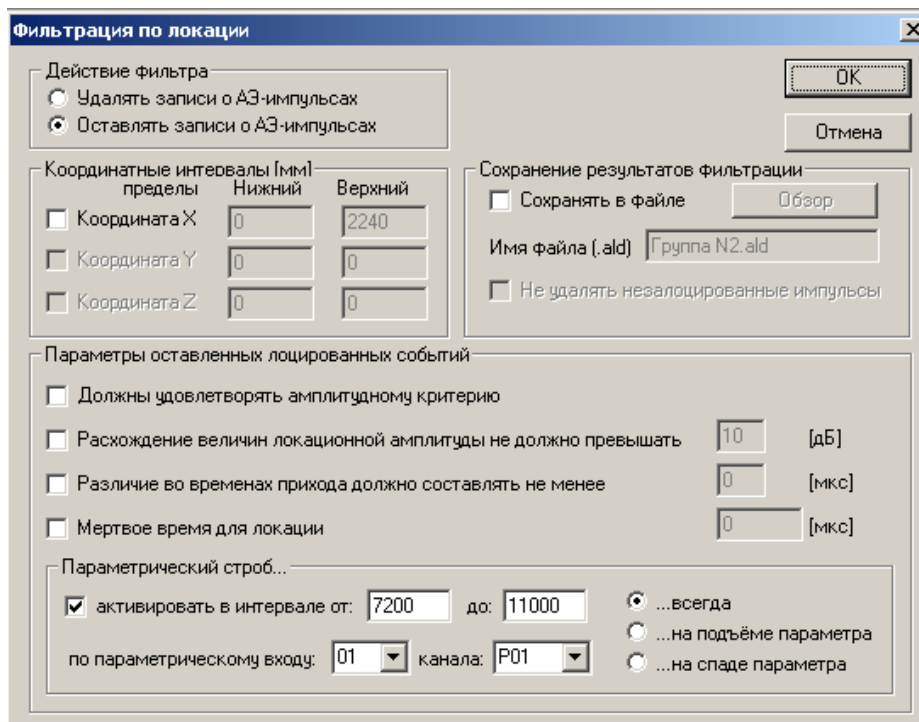 Фильтрация по локации
Действие фильтра
Удалять записи о АЭ-импульсах
Оставлять записи о АЭ-импульсах
OK
Отмена
Координатные интервалы [мм]
пределы Нижний Верхний
Координата X 0 2240
Координата Y 0 0
Координата Z 0 0
Сохранение результатов фильтрации
Сохранять в файле Обзор
Имя файла (.ald) Группа N2.ald
Не удалять незалоцированные импульсы
Параметры оставленных лоцированных событий
Должны удовлетворять амплитудному критерию
Расхождение величин локационной амплитуды не должно превышать 10 [дБ]
Различие во временах прихода должно составлять не менее 0 [мкс]
Мертвое время для локации 0 [мкс]
Параметрический строб...
активировать в интервале от: 7200 до: 11000
по параметрическому входу: 01 канала: P01
...всегда
...на подъёме параметра
...на спаде параметра